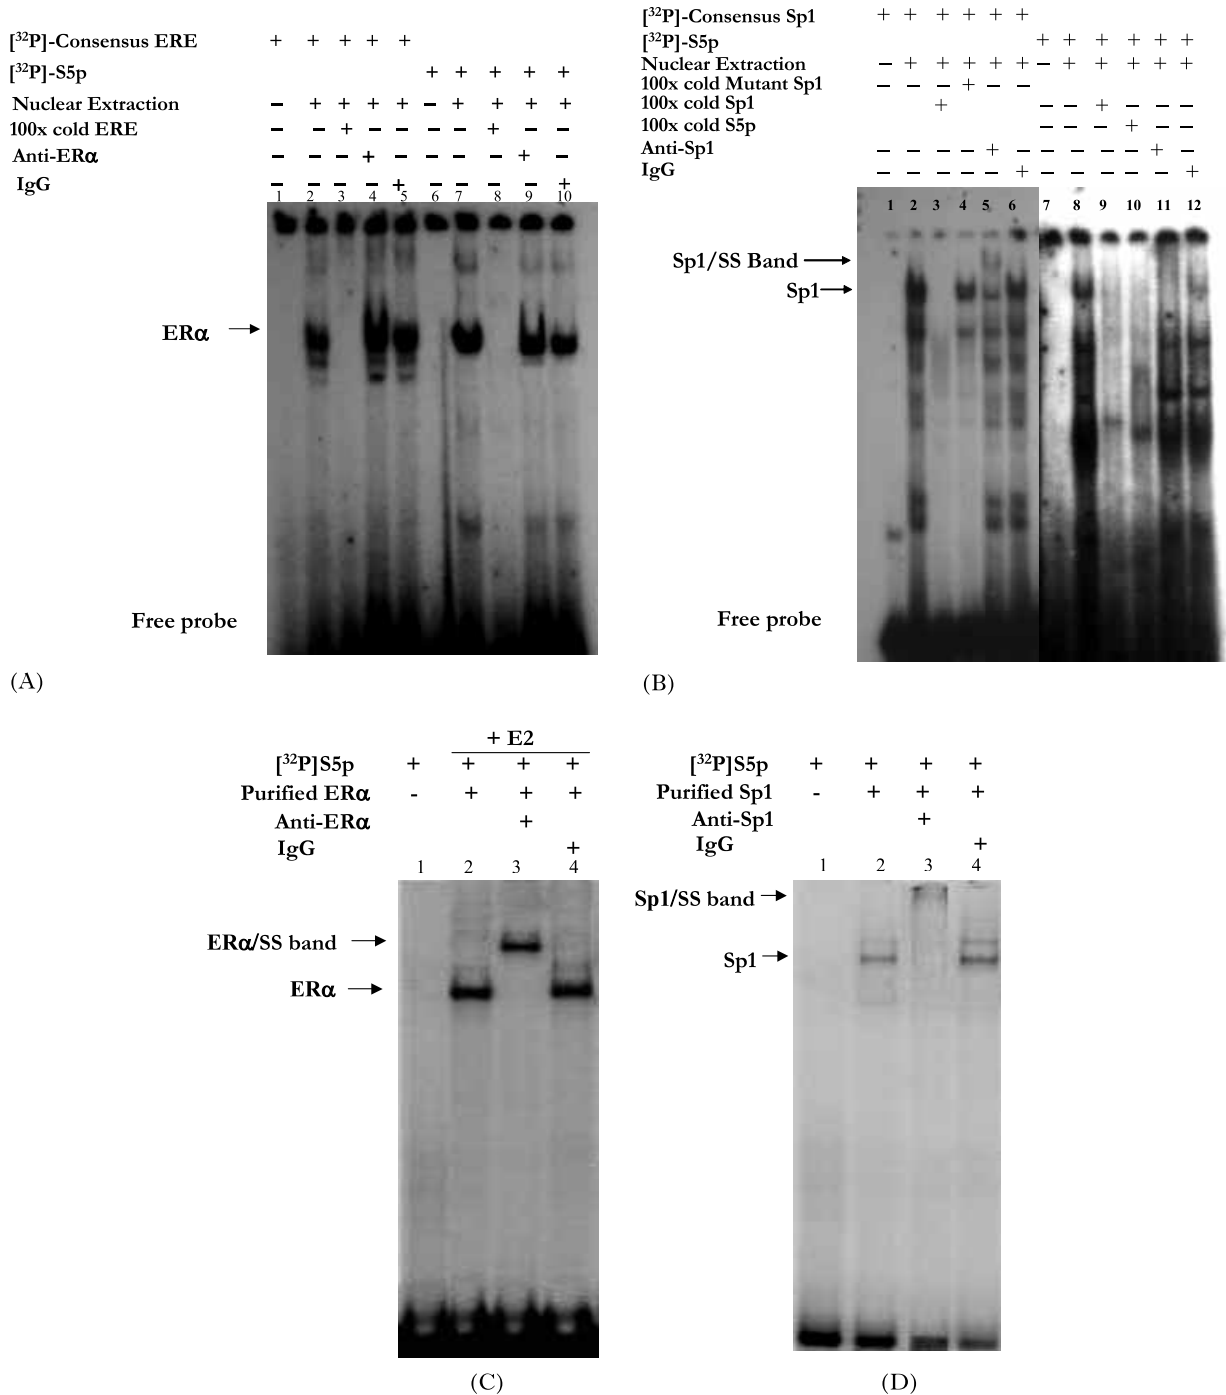 [³²P]-Consensus ERE + + + + +
[³²P]-S5p + + + + +
Nuclear Extraction – + + + + – + + + +
100x cold ERE – – + – – – – + – –
Anti-ERα – – – + – – – – + –
IgG – – – – + – – – – +
1 2 3 4 5 6 7 8 9 10
ERα
Free probe
(A)
[³²P]-Consensus Sp1 + + + + + +
[³²P]-S5p + + + + + +
Nuclear Extraction – + + + + + – + + + + +
100x cold Mutant Sp1 – – – + – –
100x cold Sp1 + – – + – – –
100x cold S5p – – – + – –
Anti-Sp1 – – – – + – – – – – + –
IgG – – – – – + – – – – – +
1 2 3 4 5 6 7 8 9 10 11 12
Sp1/SS Band
Sp1
Free probe
(B)
+ E2
[³²P]S5p + + + +
Purified ERα - + + +
Anti-ERα +
IgG +
1 2 3 4
ERα/SS band
ERα
(C)
[³²P]S5p + + + +
Purified Sp1 - + + +
Anti-Sp1 +
IgG +
1 2 3 4
Sp1/SS band
Sp1
(D)